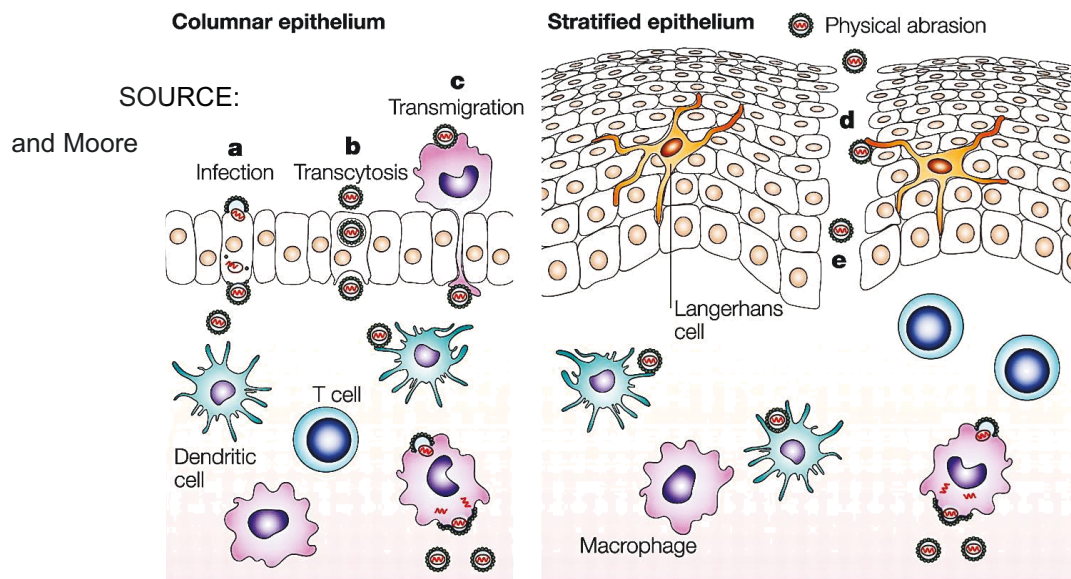 Columnar epithelium
SOURCE:
and Moore
a
Infection
b
Transcytosis
c
Transmigration
T cell
Dendritic
cell
Stratified epithelium
Physical abrasion
d
e
Langerhans
cell
Macrophage